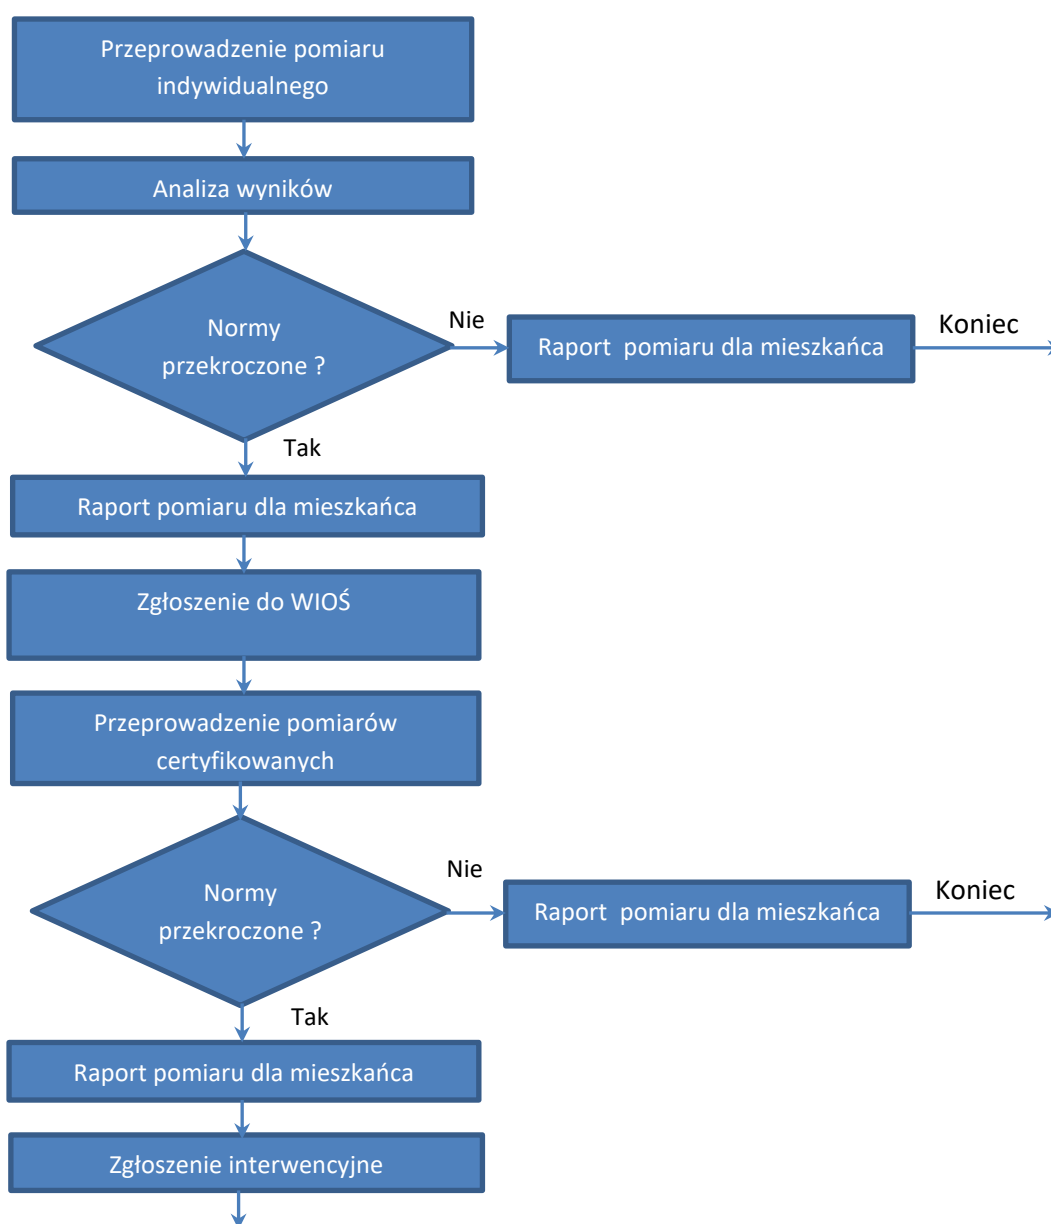 Przeprowadzenie pomiaru
indywidualnego
Analiza wyników
Normy
przekroczone ?
Nie
Raport  pomiaru dla mieszkańca
Koniec
Tak
Raport pomiaru dla mieszkańca
Zgłoszenie do WIOŚ
Przeprowadzenie pomiarów
certyfikowanych
Normy
przekroczone ?
Nie
Raport  pomiaru dla mieszkańca
Koniec
Tak
Raport pomiaru dla mieszkańca
Zgłoszenie interwencyjne